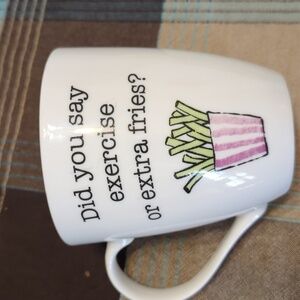 Did you say
exercise
or extra fries?